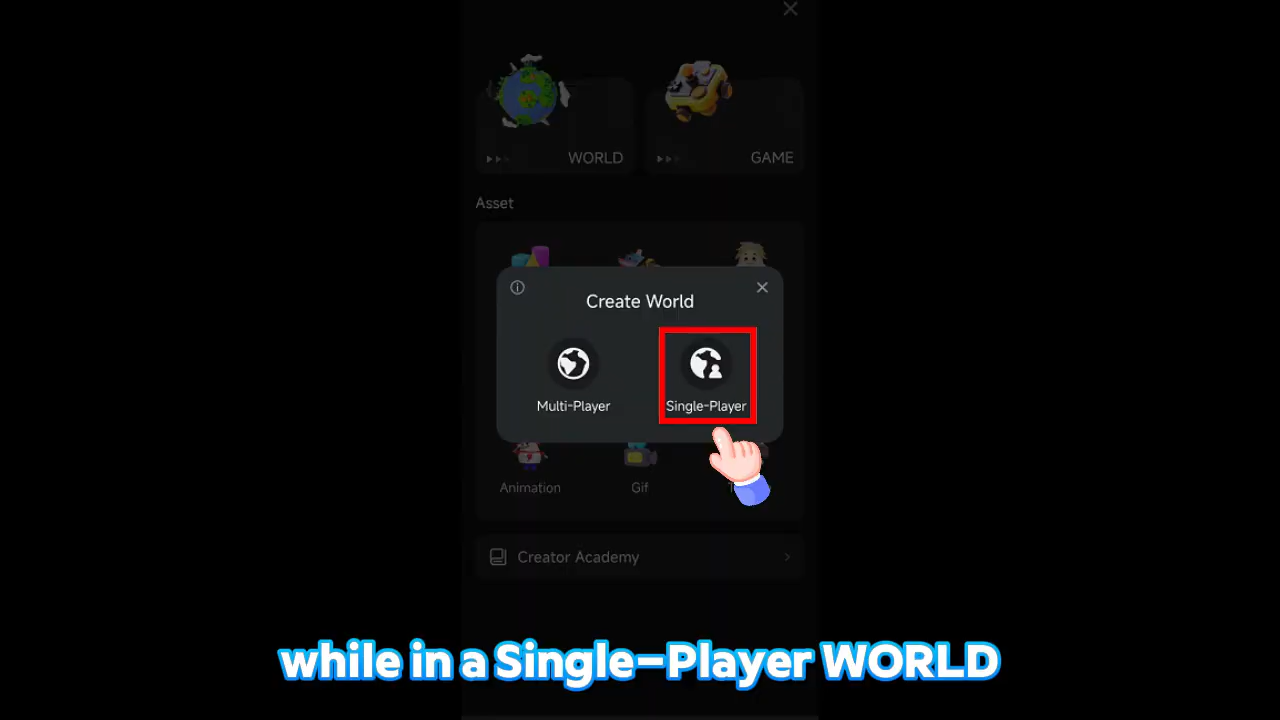 WORLD
GAME
Asset
Create World
Multi-Player
Single-Player
Animation
Gif
Creator Academy
while in a Single-Player WORLD